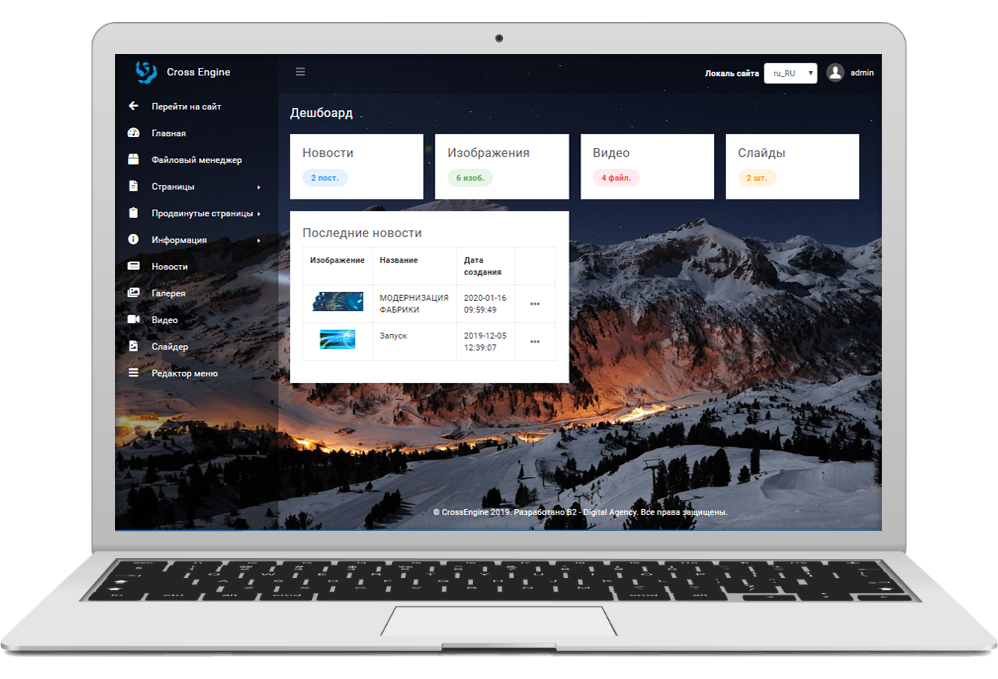 Cross Engine
Локаль сайта
ru_RU
admin
Перейти на сайт
Главная
Файловый менеджер
Страницы
Продвинутые страницы
Информация
Новости
Галерея
Видео
Слайдер
Редактор меню
Дешбоард
Новости
2 пост.
Изображения
6 изоб.
Видео
4 файл.
Слайды
2 шт.
Последние новости
Изображение Название Дата
создания
МОДЕРНИЗАЦИЯ 2020-01-16
ФАБРИКИ 09:59:49
Запуск 2019-12-05
12:39:07
© CrossEngine 2019. Разработано B2 - Digital Agency. Все права защищены.